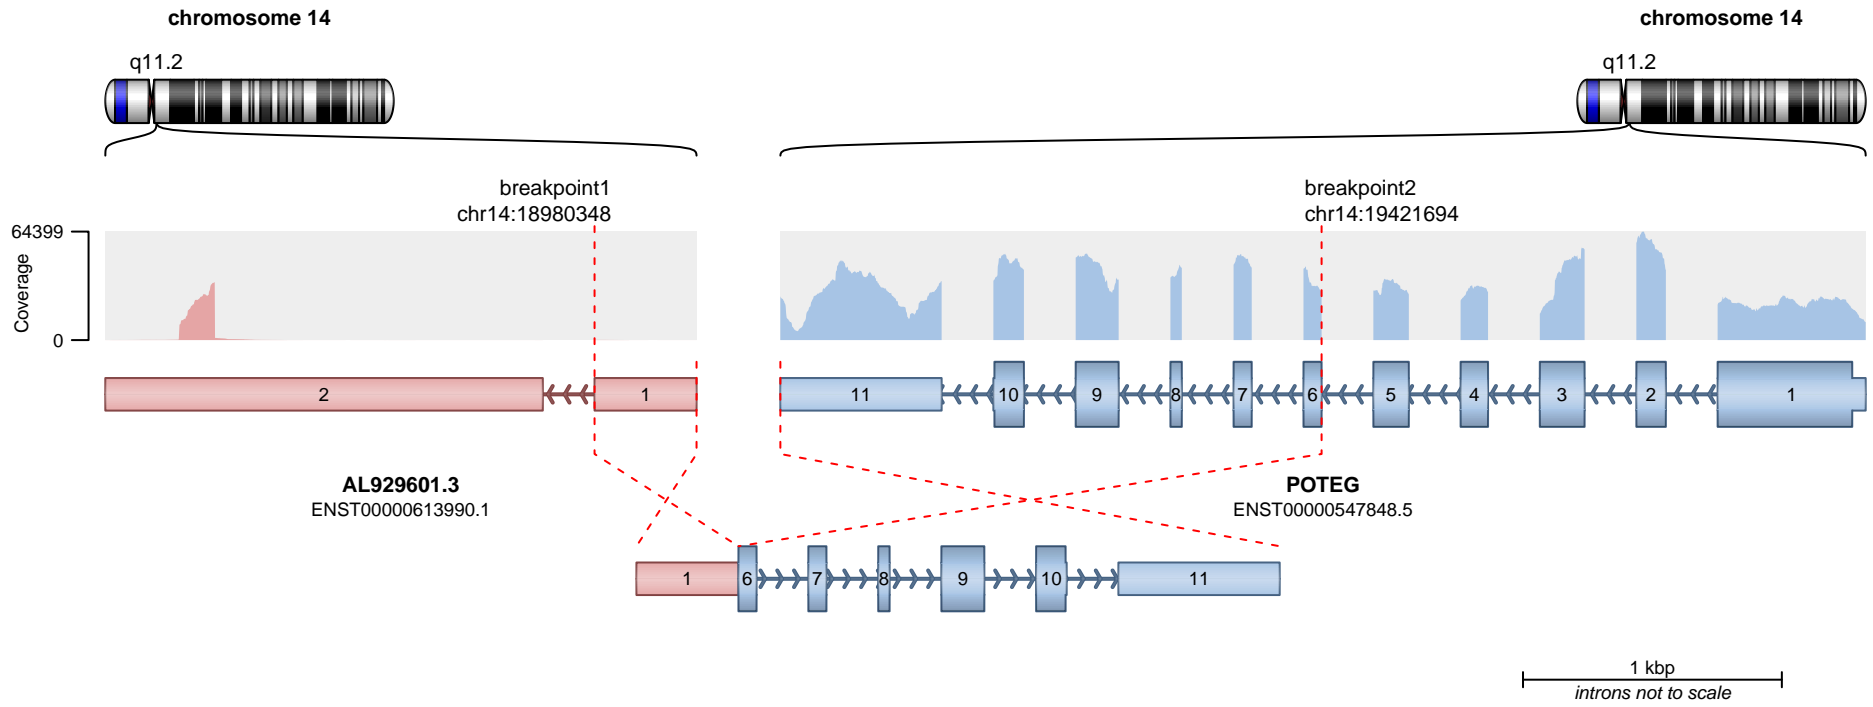 chromosome 14
chromosome 14
q11.2
q11.2
breakpoint1
chr14:18980348
breakpoint2
chr14:19421694
64399
Coverage
0
2
1
11
10
9
8
7
6
5
4
3
2
1
AL929601.3
ENST00000613990.1
POTEG
ENST00000547848.5
1
6
7
8
9
10
11
1 kbp
introns not to scale